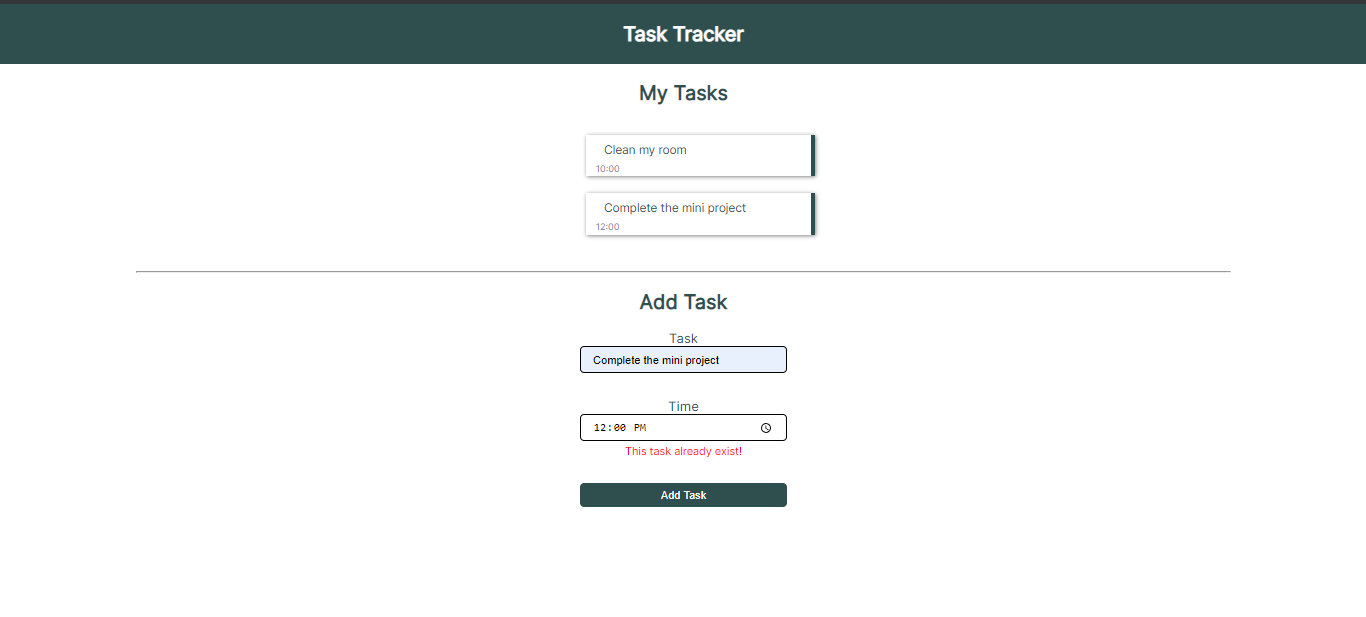 Task Tracker
My Tasks
Clean my room
10:00
Complete the mini project
12:00
Add Task
Task
Complete the mini project
Time
12:00 PM
This task already exist!
Add Task